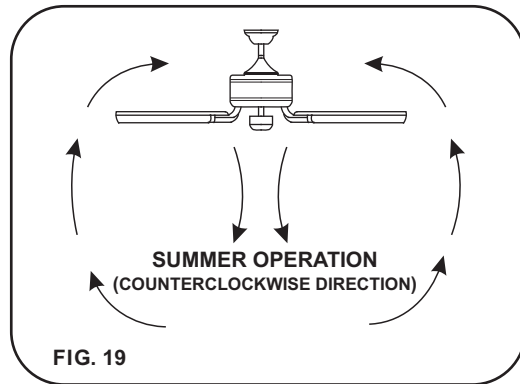 SUMMER OPERATION
(COUNTERCLOCKWISE DIRECTION)
FIG. 19